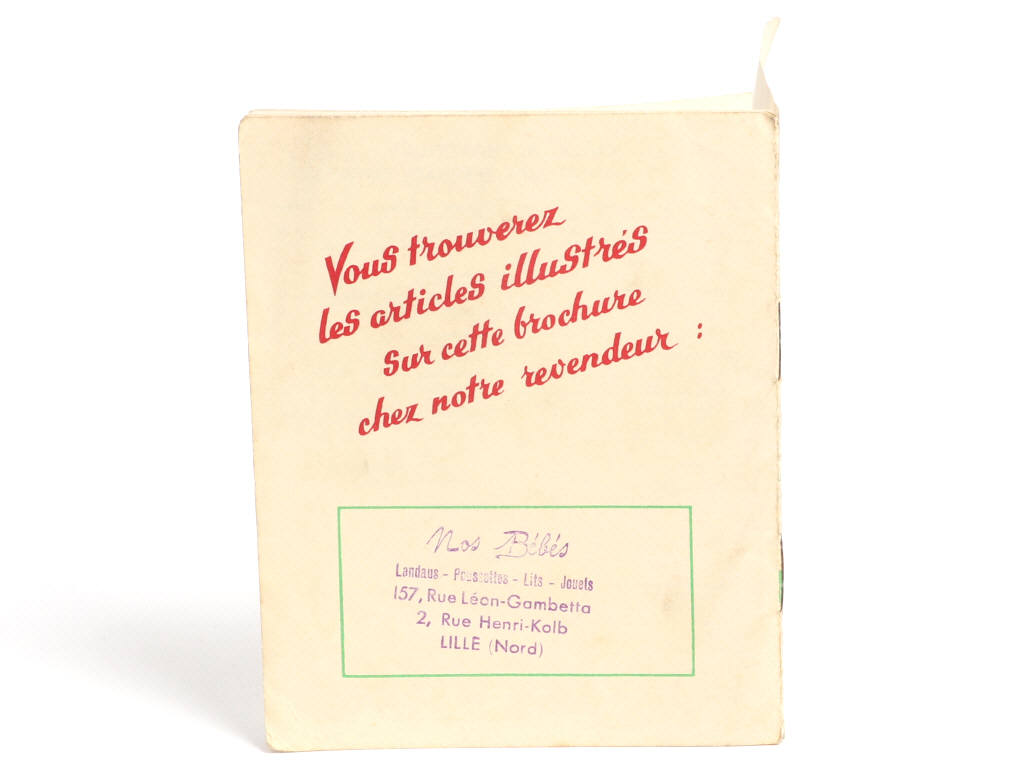 Vous trouverez
les articles illustrés
sur cette brochure
chez notre revendeur :
Nos Bébés
Landaus - Poussettes - Lits - Jouets
157, Rue Léon-Gambetta
2, Rue Henri-Kolb
LILLE (Nord)